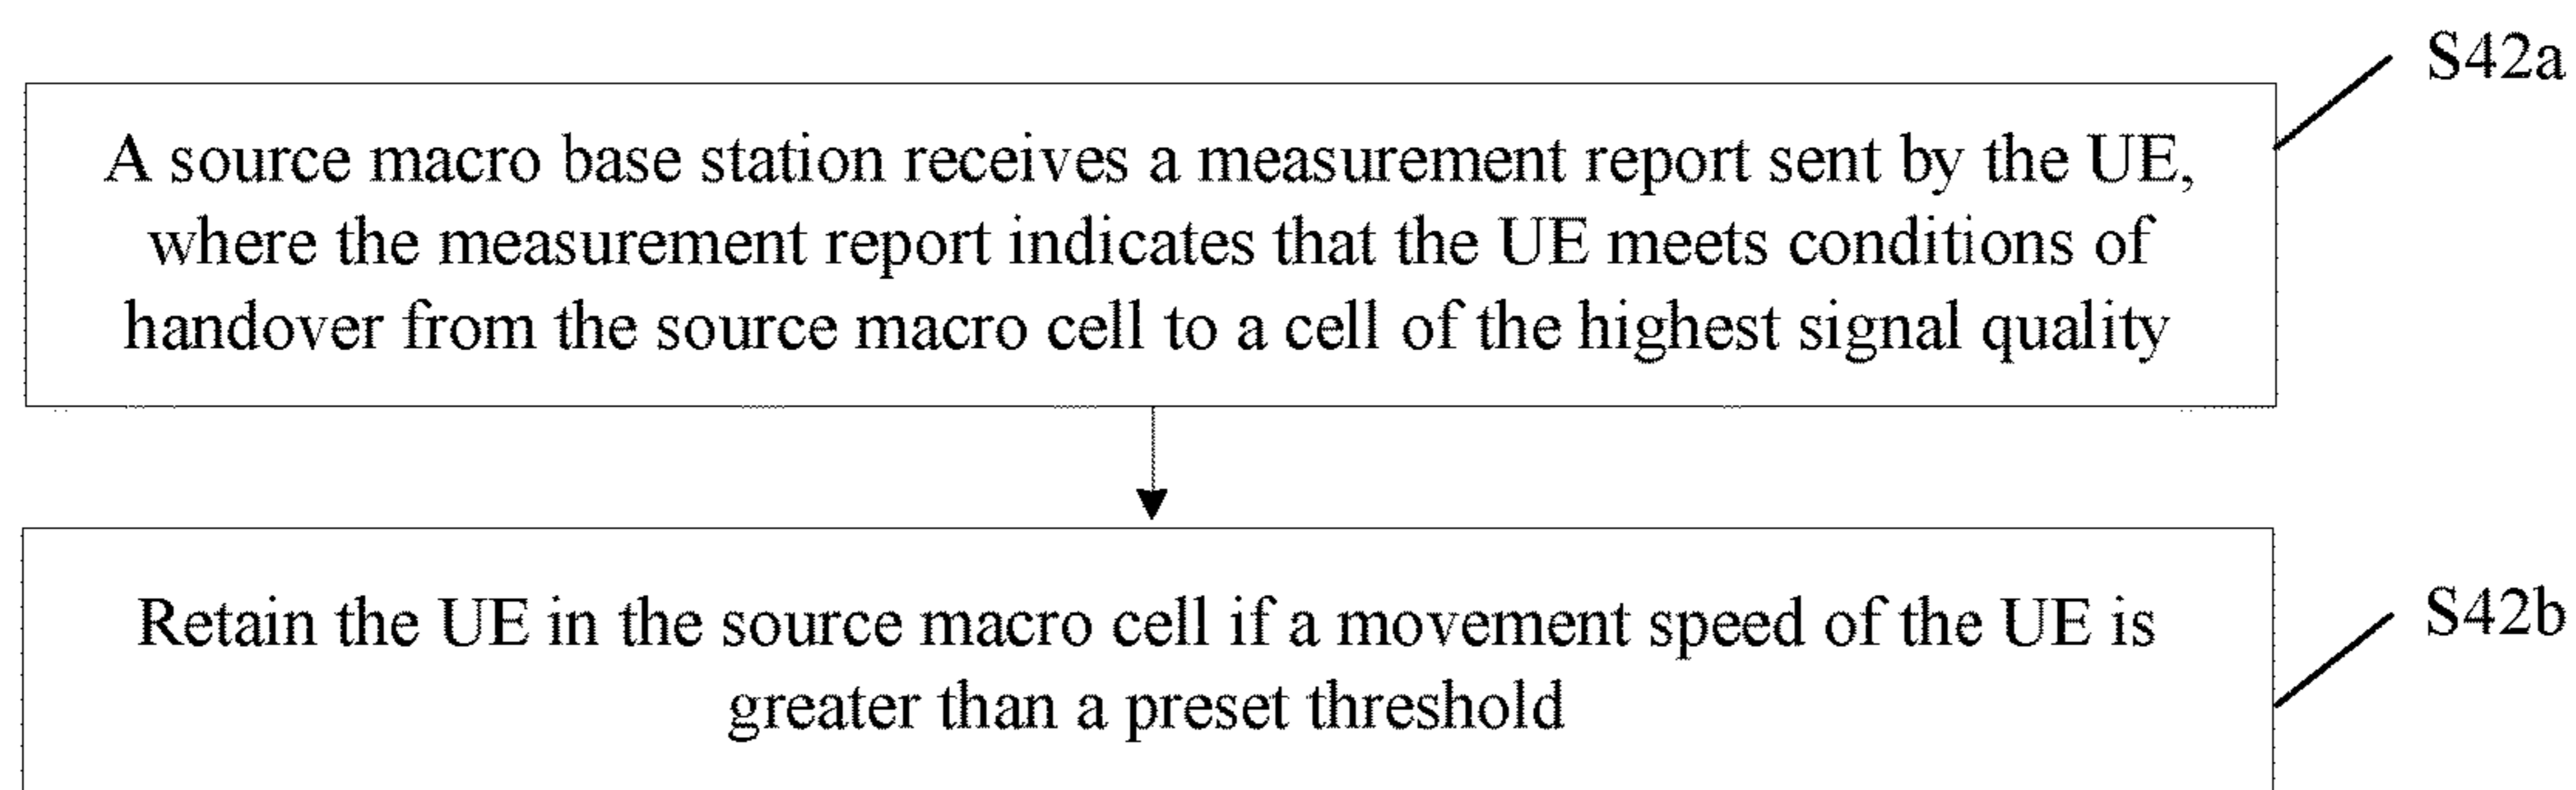 S42a
A source macro base station receives a measurement report sent by the UE,
where the measurement report indicates that the UE meets conditions of
handover from the source macro cell to a cell of the highest signal quality
S42b
Retain the UE in the source macro cell if a movement speed of the UE is
greater than a preset threshold